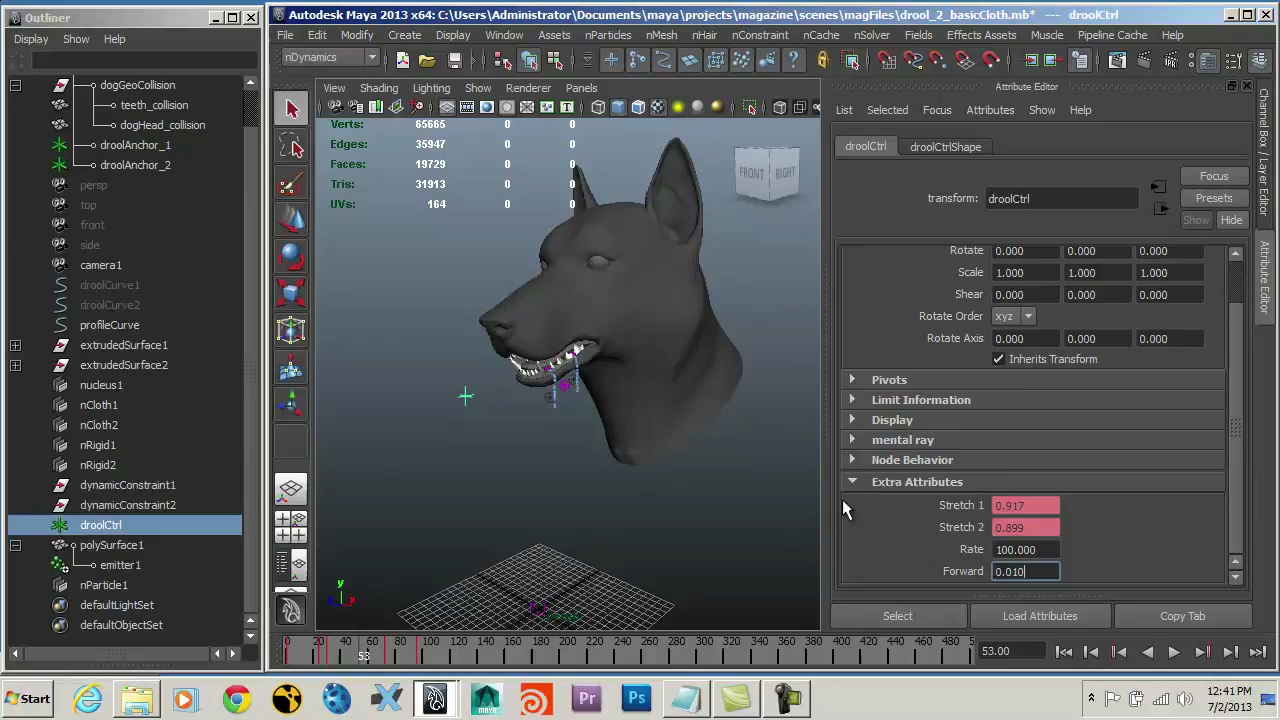 Outliner
Display Show Help
dogGeoCollision
teeth_collision
dogHead_collision
droolAnchor_1
droolAnchor_2
persp
top
front
side
camera1
droolCurve1
droolCurve2
profileCurve
extrudedSurface1
extrudedSurface2
nucleus1
nCloth1
nCloth2
nRigid1
nRigid2
dynamicConstraint1
dynamicConstraint2
droolCtrl
polySurface1
emitter1
nParticle1
defaultLightSet
defaultObjectSet
Autodesk Maya 2013 x64: C:\Users\Administrator\Documents\maya\projects\magazine\scenes\magFiles\drool_2_basicCloth.mb* --- droolCtrl
File Edit Modify Create Display Window Assets nParticles nMesh nHair nConstraint nCache nSolver Fields Effects Assets Muscle Pipeline Cache Help
nDynamics
View Shading Lighting Show Renderer Panels
Verts: 65665 0 0
Edges: 35947 0 0
Faces: 19729 0 0
Tris: 31913 0 0
UVs: 164 0 0
FRONT RIGHT
y
z x
Attribute Editor
List Selected Focus Attributes Show Help
droolCtrl droolCtrlShape
transform: droolCtrl
Focus
Presets
Show Hide
Rotate 0.000 0.000 0.000
Scale 1.000 1.000 1.000
Shear 0.000 0.000 0.000
Rotate Order xyz
Rotate Axis 0.000 0.000 0.000
Inherits Transform
Pivots
Limit Information
Display
mental ray
Node Behavior
Extra Attributes
Stretch 1 0.917
Stretch 2 0.899
Rate 100.000
Forward 0.010
Select Load Attributes Copy Tab
Channel Box / Layer Editor
Attribute Editor
0 20 40 60 80 100 120 140 160 180 200 220 240 260 280 300 320 340 360 380 400 420 440 460 480 5
53
53.00
Start
MAYA
Pr
Ps
12:41 PM
7/2/2013